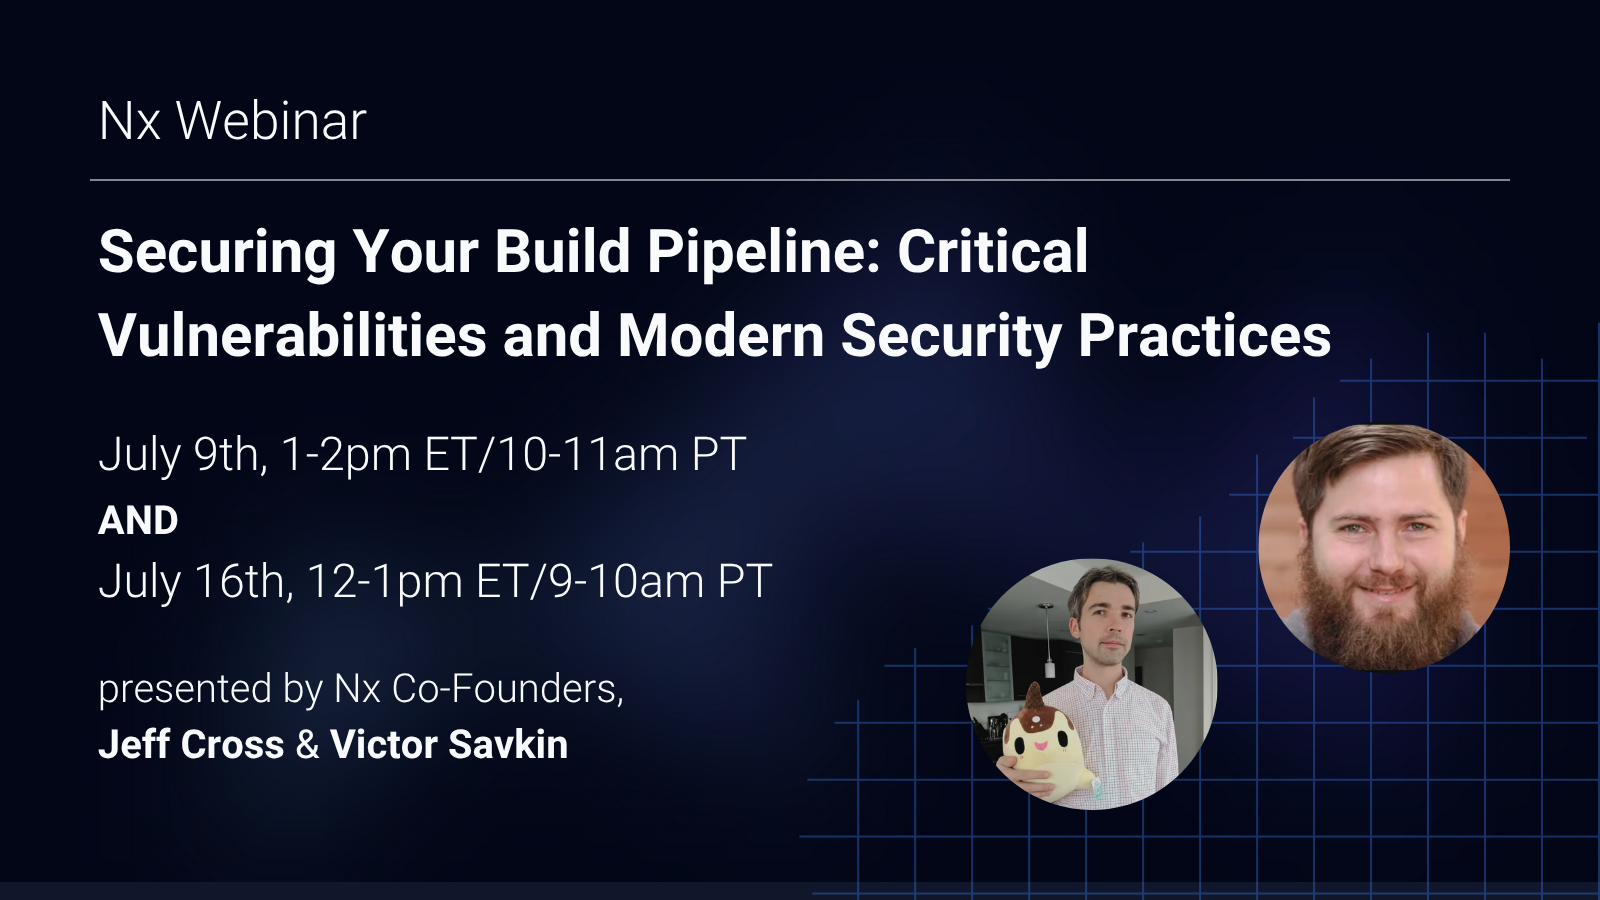 Nx Webinar
Securing Your Build Pipeline: Critical
Vulnerabilities and Modern Security Practices
July 9th, 1-2pm ET/10-11am PT
AND
July 16th, 12-1pm ET/9-10am PT
presented by Nx Co-Founders,
Jeff Cross & Victor Savkin